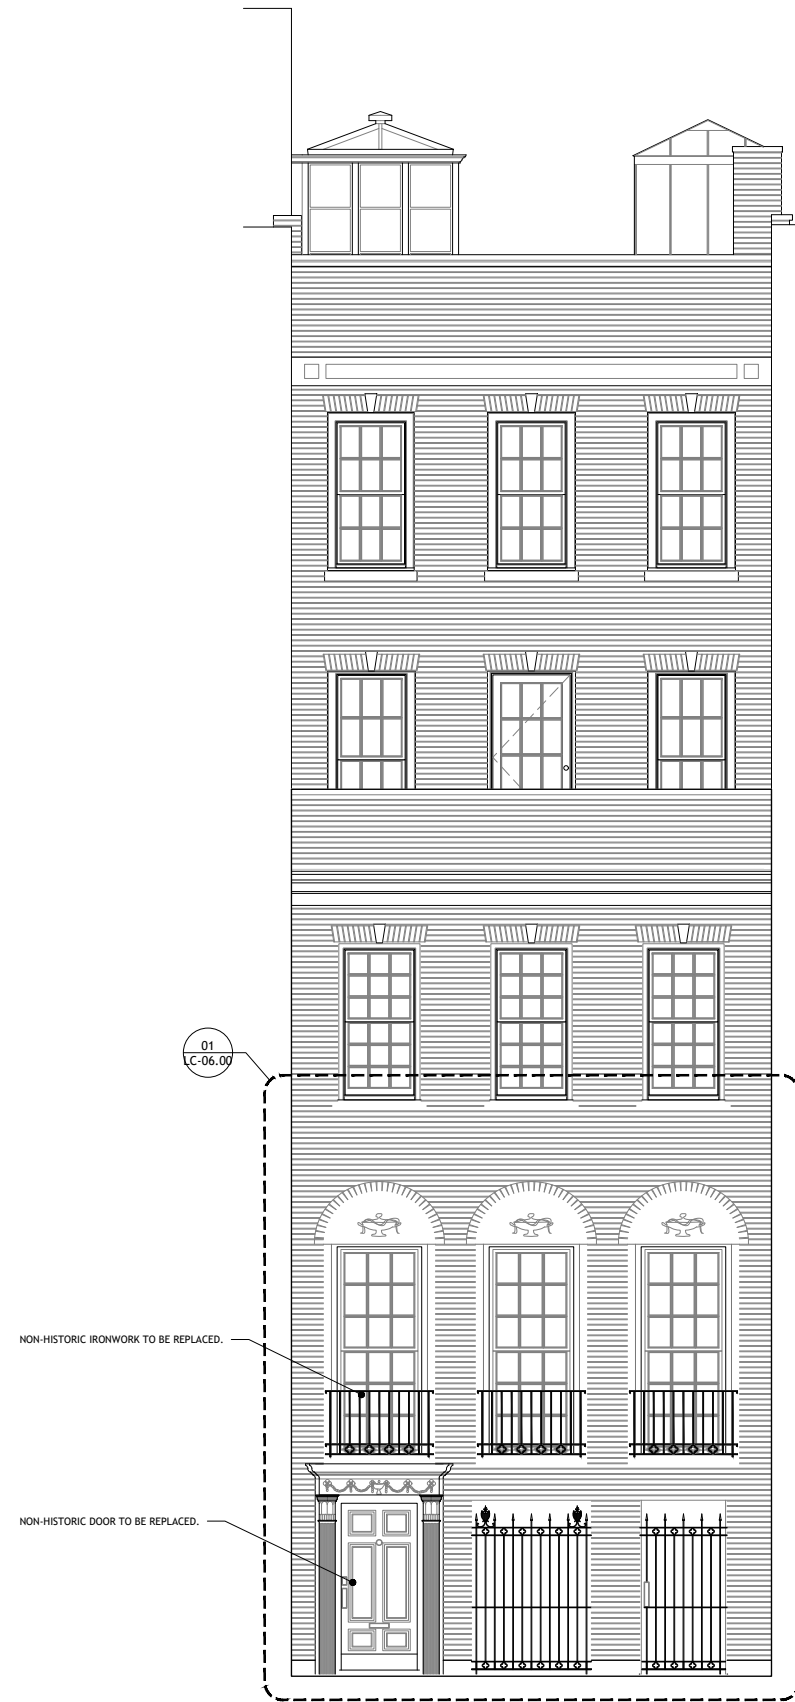 01
LC-06.00
NON-HISTORIC IRONWORK TO BE REPLACED.
NON-HISTORIC DOOR TO BE REPLACED.